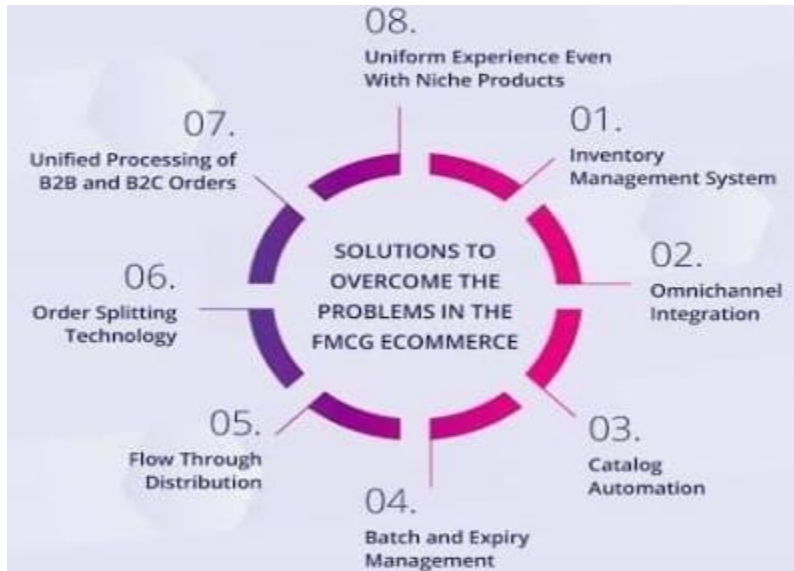 08.
Uniform Experience Even
With Niche Products
01.
Inventory
Management System
02.
Omnichannel
Integration
03.
Catalog
Automation
04.
Batch and Expiry
Management
05.
Flow Through
Distribution
06.
Order Splitting
Technology
07.
Unified Processing of
B2B and B2C Orders
SOLUTIONS TO
OVERCOME THE
PROBLEMS IN THE
FMCG ECOMMERCE